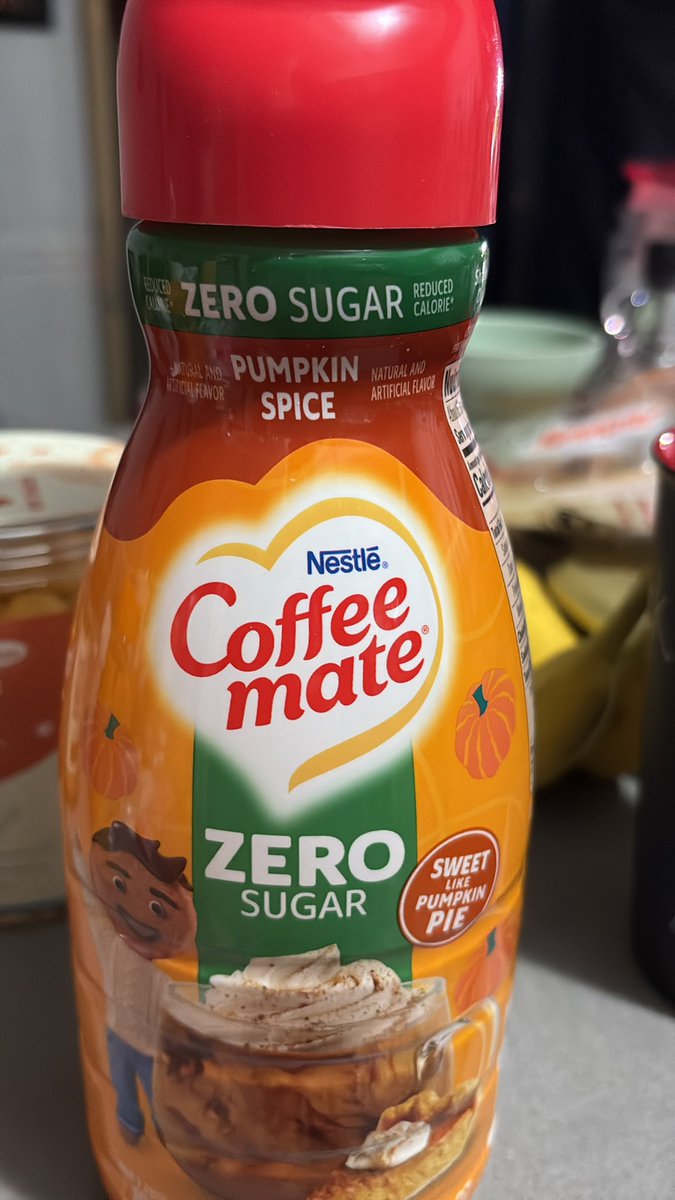 REDUCED
CALORIE*
ZERO SUGAR
REDUCED
CALORIE*
NATURAL AND
ARTIFICIAL FLAVOR
PUMPKIN
SPICE
NATURAL AND
ARTIFICIAL FLAVOR
Nestlé®
Coffee
mate®
ZERO
SUGAR
SWEET
LIKE
PUMPKIN
PIE